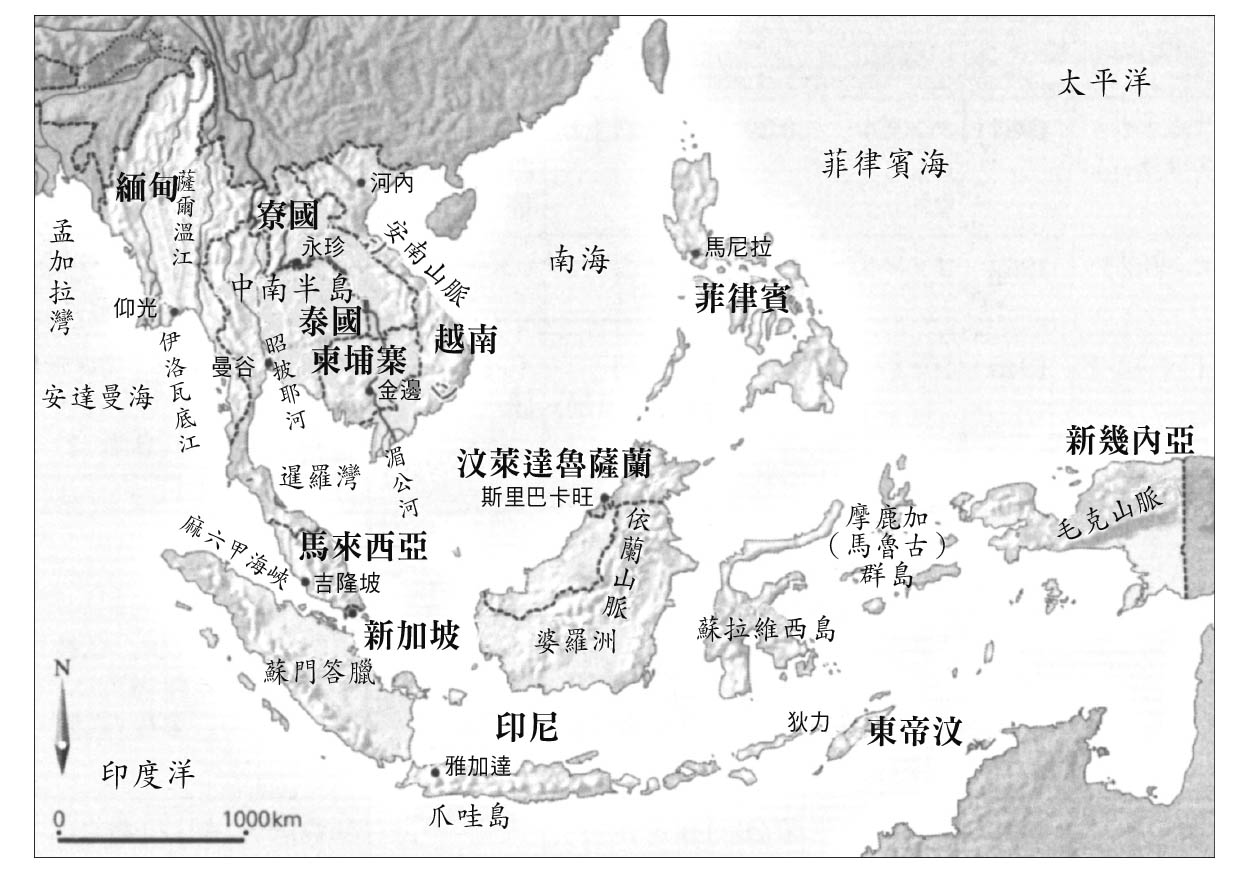 太平洋
菲律賓海
緬甸
薩爾溫江
河內
寮國
永珍
安南山脈
孟加拉灣
南海
馬尼拉
中南半島
菲律賓
仰光
泰國
越南
伊洛瓦底江
曼谷
昭披耶河
柬埔寨
金邊
安達曼海
新幾內亞
汶萊達魯薩蘭
斯里巴卡旺
暹羅灣
湄公河
毛克山脈
依蘭山脈
摩鹿加
（馬魯古）
群島
麻六甲海峽
馬來西亞
吉隆坡
新加坡
蘇拉維西島
婆羅洲
蘇門答臘
N
印尼
狄力
東帝汶
雅加達
印度洋
爪哇島
0
1000km